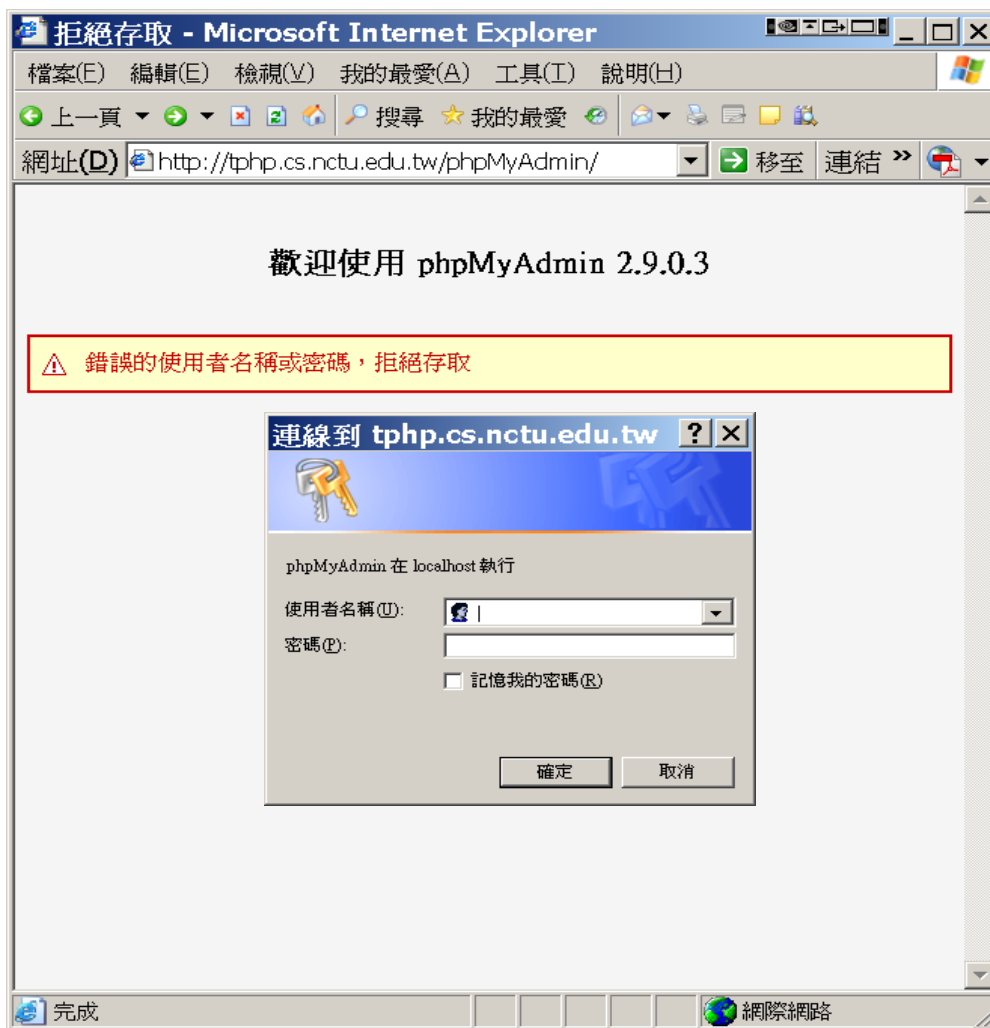 拒絕存取 - Microsoft Internet Explorer
檔案(F) 編輯(E) 檢視(V) 我的最愛(A) 工具(T) 說明(H)
上一頁 搜尋 我的最愛
網址(D) http://tphp.cs.nctu.edu.tw/phpMyAdmin/ 移至 連結 »
歡迎使用 phpMyAdmin 2.9.0.3
錯誤的使用者名稱或密碼，拒絕存取
連線到 tphp.cs.nctu.edu.tw
phpMyAdmin 在 localhost 執行
使用者名稱(U):
密碼(P):
記憶我的密碼(R)
確定 取消
完成 網際網路